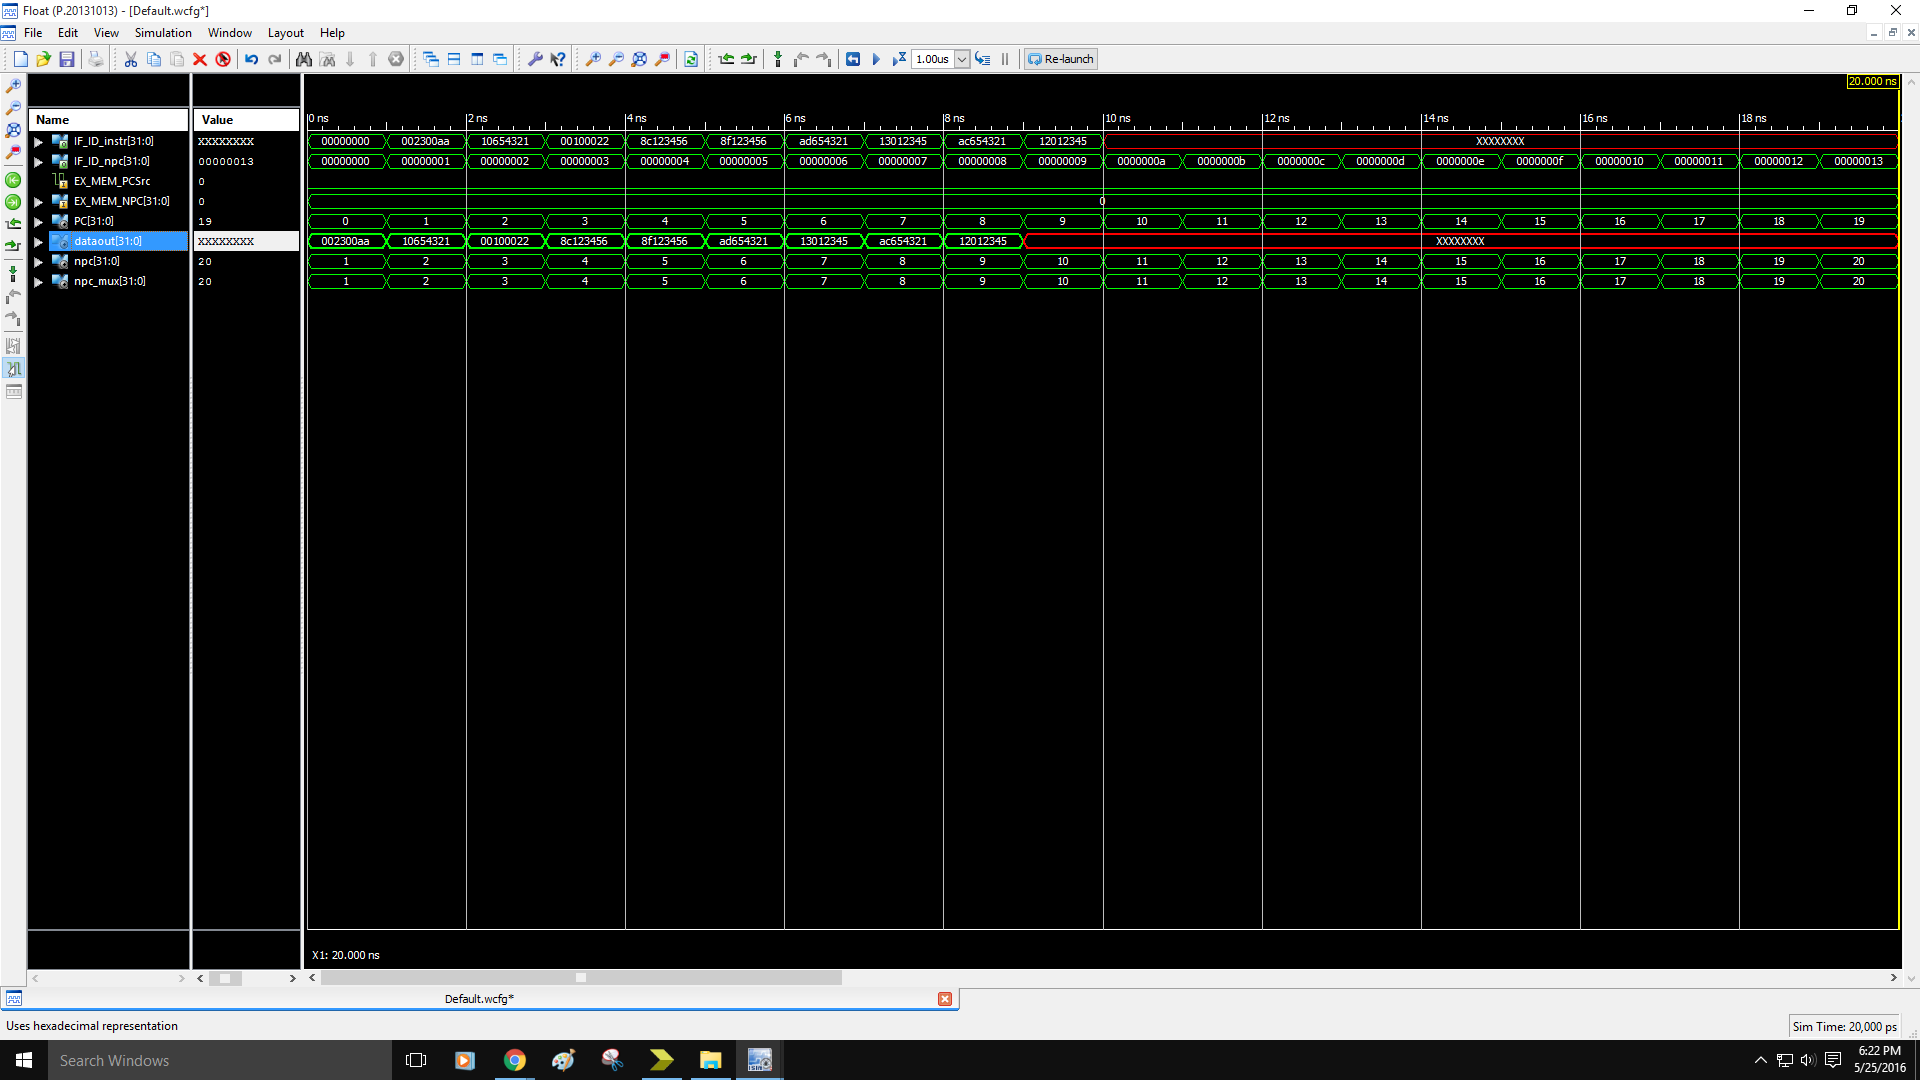 Float (P.20131013) - [Default.wcfg*]
File Edit View Simulation Window Layout Help
1.00us Re-launch
20.000 ns
Name Value
0 ns 2 ns 4 ns 6 ns 8 ns 10 ns 12 ns 14 ns 16 ns 18 ns
IF_ID_instr[31:0] XXXXXXXX 00000000 002300aa 10654321 00100022 8c123456 8f123456 ad654321 13012345 ac654321 12012345 XXXXXXXX
IF_ID_npc[31:0] 00000013 00000000 00000001 00000002 00000003 00000004 00000005 00000006 00000007 00000008 00000009 0000000a 0000000b 0000000c 0000000d 0000000e 0000000f 00000010 00000011 00000012 00000013
EX_MEM_PCSrc 0
EX_MEM_NPC[31:0] 0 0
PC[31:0] 19 0 1 2 3 4 5 6 7 8 9 10 11 12 13 14 15 16 17 18 19
dataout[31:0] XXXXXXXX 002300aa 10654321 00100022 8c123456 8f123456 ad654321 13012345 ac654321 12012345 XXXXXXXX
npc[31:0] 20 1 2 3 4 5 6 7 8 9 10 11 12 13 14 15 16 17 18 19 20
npc_mux[31:0] 20 1 2 3 4 5 6 7 8 9 10 11 12 13 14 15 16 17 18 19 20
X1: 20.000 ns
Default.wcfg*
Uses hexadecimal representation
Sim Time: 20,000 ps
Search Windows
6:22 PM
5/25/2016